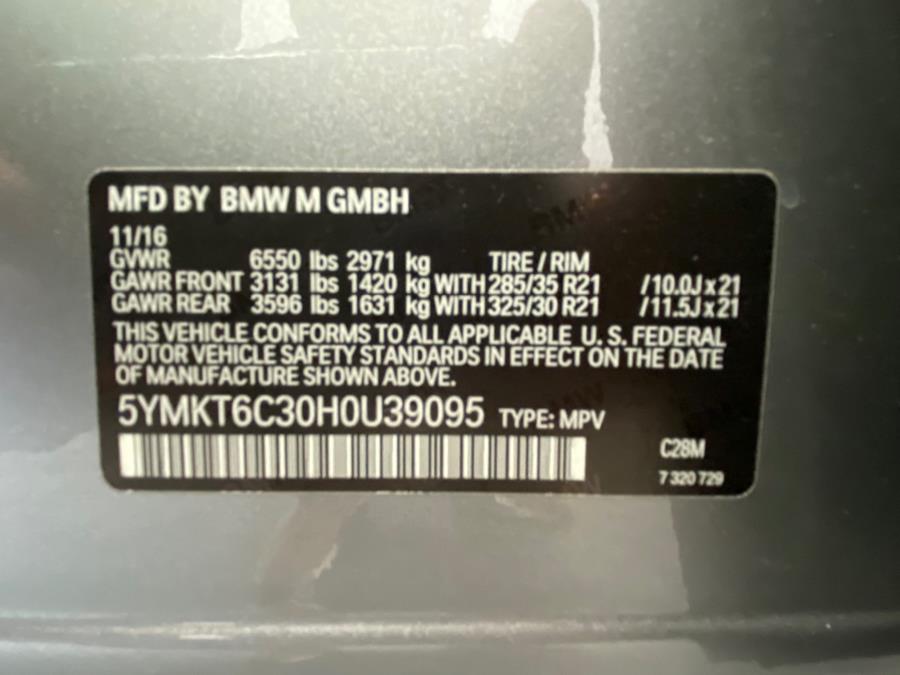 MFD BY BMW M GMBH
11/16
GVWR 6550 lbs 2971 kg TIRE / RIM
GAWR FRONT 3131 lbs 1420 kg WITH 285/35 R21 /10.0J x 21
GAWR REAR 3596 lbs 1631 kg WITH 325/30 R21 /11.5J x 21
THIS VEHICLE CONFORMS TO ALL APPLICABLE U. S. FEDERAL
MOTOR VEHICLE SAFETY STANDARDS IN EFFECT ON THE DATE
OF MANUFACTURE SHOWN ABOVE.
5YMKT6C30H0U39095 TYPE: MPV
C28M
7 320 729